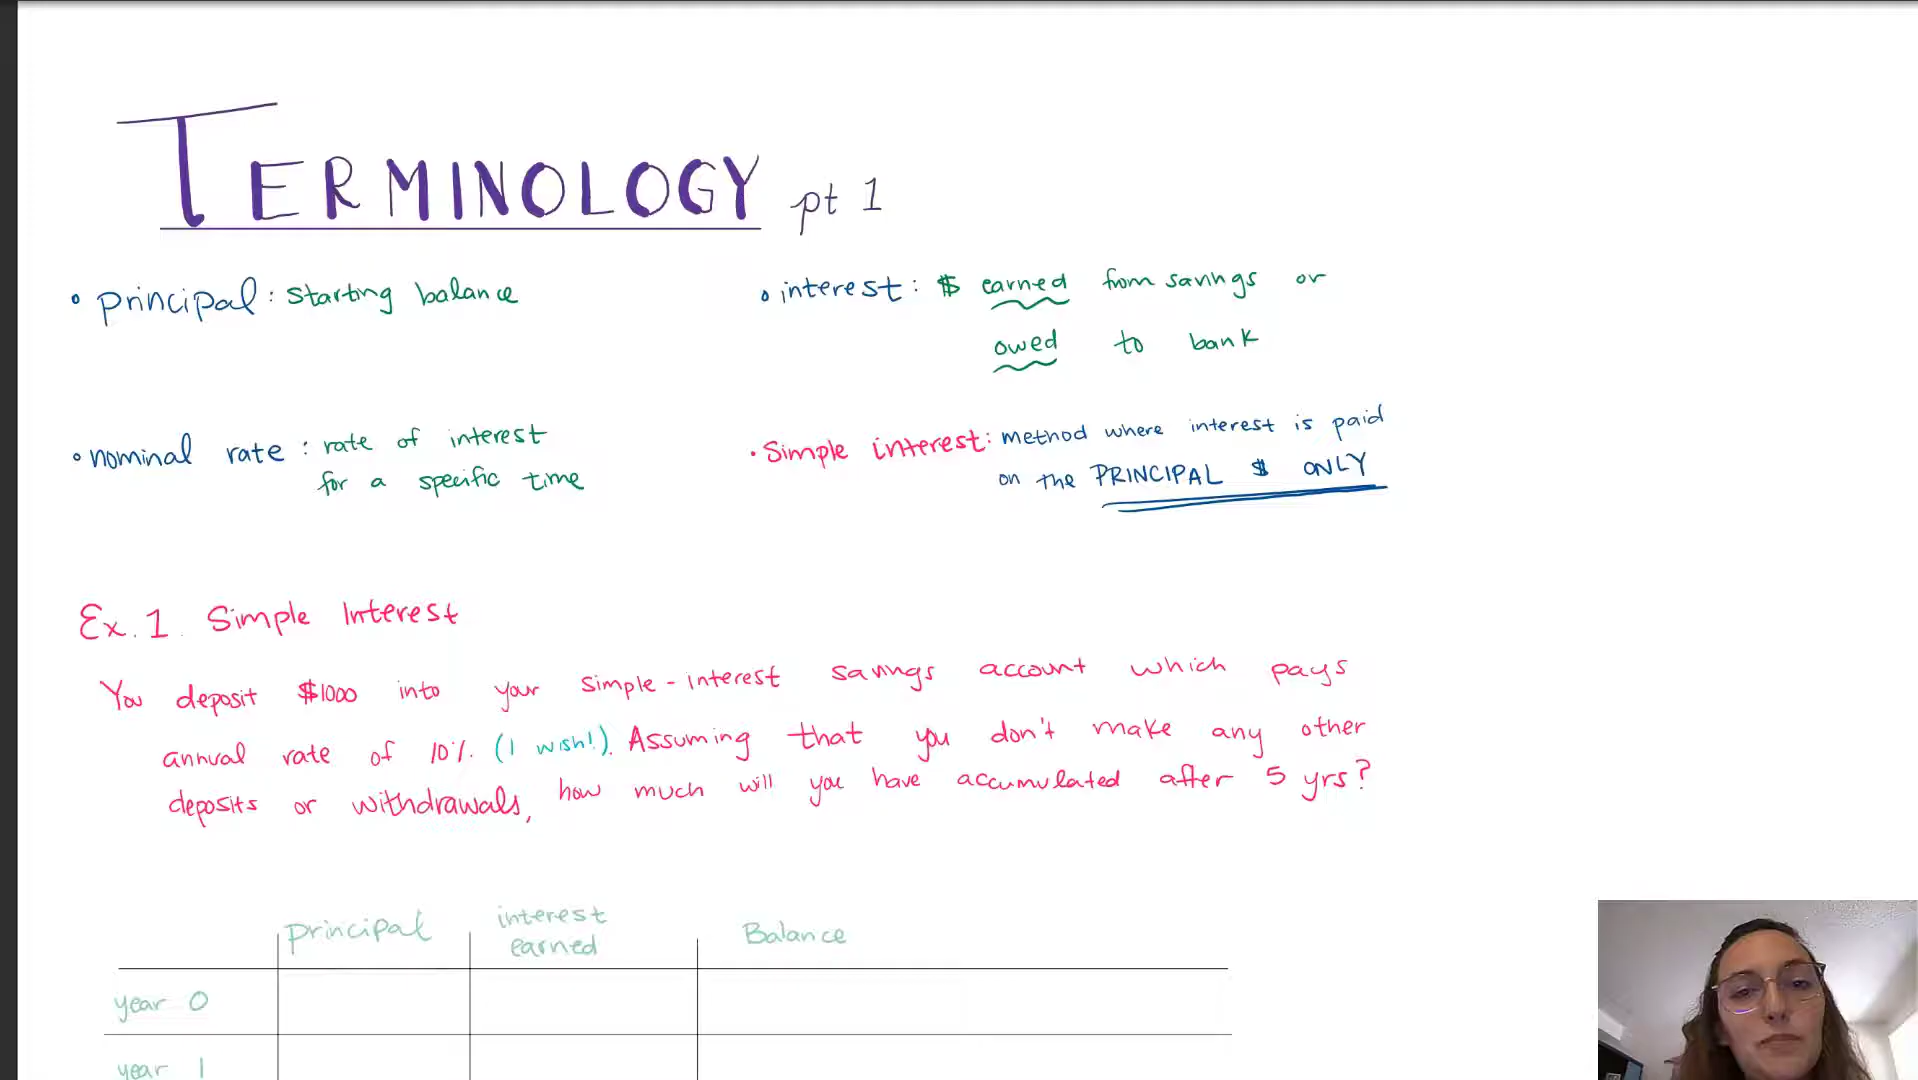 TERMINOLOGY pt 1
• principal: starting balance
• interest: $ earned from savings or
owed to bank
• nominal rate: rate of interest
for a specific time
• Simple interest: method where interest is paid
on the PRINCIPAL $ ONLY
Ex. 1. Simple Interest
You deposit $1000 into your simple-interest savings account which pays
annual rate of 10%. (I wish!). Assuming that you don't make any other
deposits or withdrawals, how much will you have accumulated after 5 yrs?
principal
interest
earned
Balance
year 0
year 1